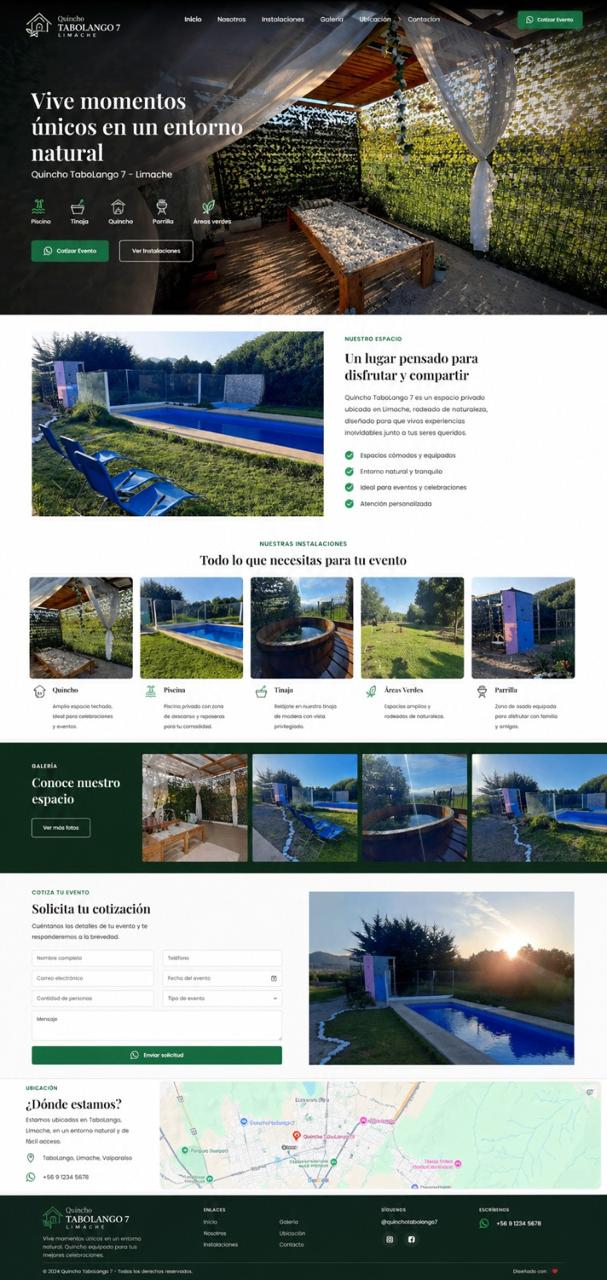 Quincho
TABOLANGO 7
LIMACHE
Inicio
Nosotros
Instalaciones
Galería
Ubicación
Contacto
Cotizar Evento
Vive momentos
únicos en un entorno
natural
Quincho TaboLango 7 - Limache
Piscina
Tinaja
Quincho
Parrilla
Áreas verdes
Cotizar Evento
Ver Instalaciones
NUESTRO ESPACIO
Un lugar pensado para
disfrutar y compartir
Quincho TaboLango 7 es un espacio privado
ubicado en Limache, rodeado de naturaleza,
diseñado para que vivas experiencias
inolvidables junto a tus seres queridos.
Espacios cómodos y equipados
Entorno natural y tranquilo
Ideal para eventos y celebraciones
Atención personalizada
NUESTRAS INSTALACIONES
Todo lo que necesitas para tu evento
Quincho
Amplio espacio techado,
ideal para celebraciones
y eventos.
Piscina
Piscina privada con zona
de descanso y reposeras
para tu comodidad.
Tinaja
Relájate en nuestra tinaja
de madera con vista
privilegiada.
Áreas Verdes
Espacios amplios y
rodeados de naturaleza.
Parrilla
Zona de asado equipada
para disfrutar con familia
y amigos.
GALERÍA
Conoce nuestro
espacio
Ver más fotos
COTIZA TU EVENTO
Solicita tu cotización
Cuéntanos los detalles de tu evento y te
responderemos a la brevedad.
Nombre completo
Teléfono
Correo electrónico
Fecha del evento
Cantidad de personas
Tipo de evento
Mensaje
Enviar solicitud
UBICACIÓN
¿Dónde estamos?
Estamos ubicados en TaboLango,
Limache, en un entorno natural y de
fácil acceso.
TaboLango, Limache, Valparaíso
+56 9 1234 5678
Quincho
TABOLANGO 7
LIMACHE
Vive momentos únicos en un entorno
natural. Quincho equipado para tus
mejores celebraciones.
ENLACES
Inicio
Nosotros
Instalaciones
Galería
Ubicación
Contacto
SÍGUENOS
@quinchotabolango7
ESCRÍBENOS
+56 9 1234 5678
© 2024 Quincho TaboLango 7 - Todos los derechos reservados.
Diseñado con